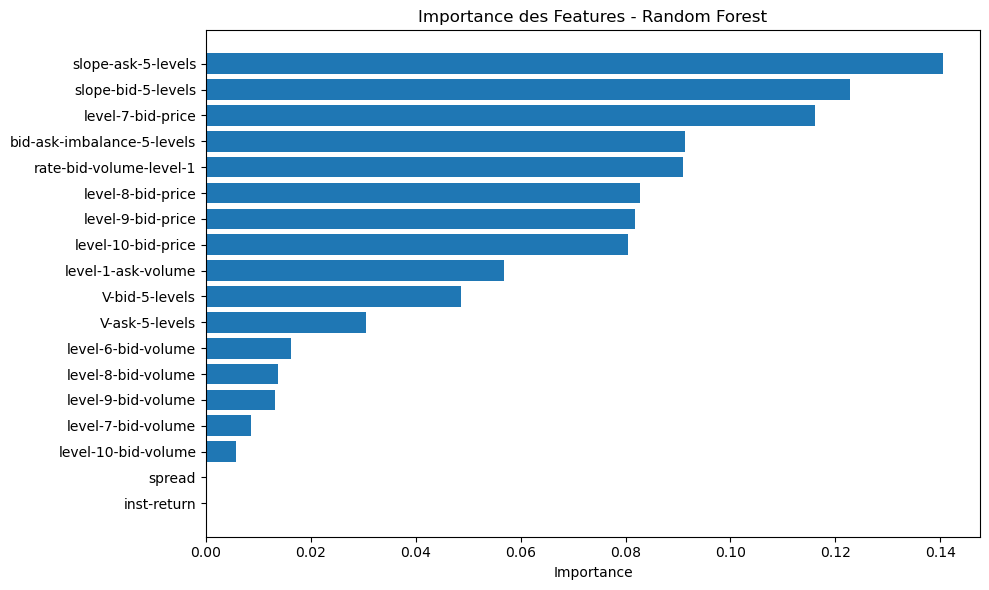 Importance des Features - Random Forest
slope-ask-5-levels
slope-bid-5-levels
level-7-bid-price
bid-ask-imbalance-5-levels
rate-bid-volume-level-1
level-8-bid-price
level-9-bid-price
level-10-bid-price
level-1-ask-volume
V-bid-5-levels
V-ask-5-levels
level-6-bid-volume
level-8-bid-volume
level-9-bid-volume
level-7-bid-volume
level-10-bid-volume
spread
inst-return
0.00 0.02 0.04 0.06 0.08 0.10 0.12 0.14
Importance